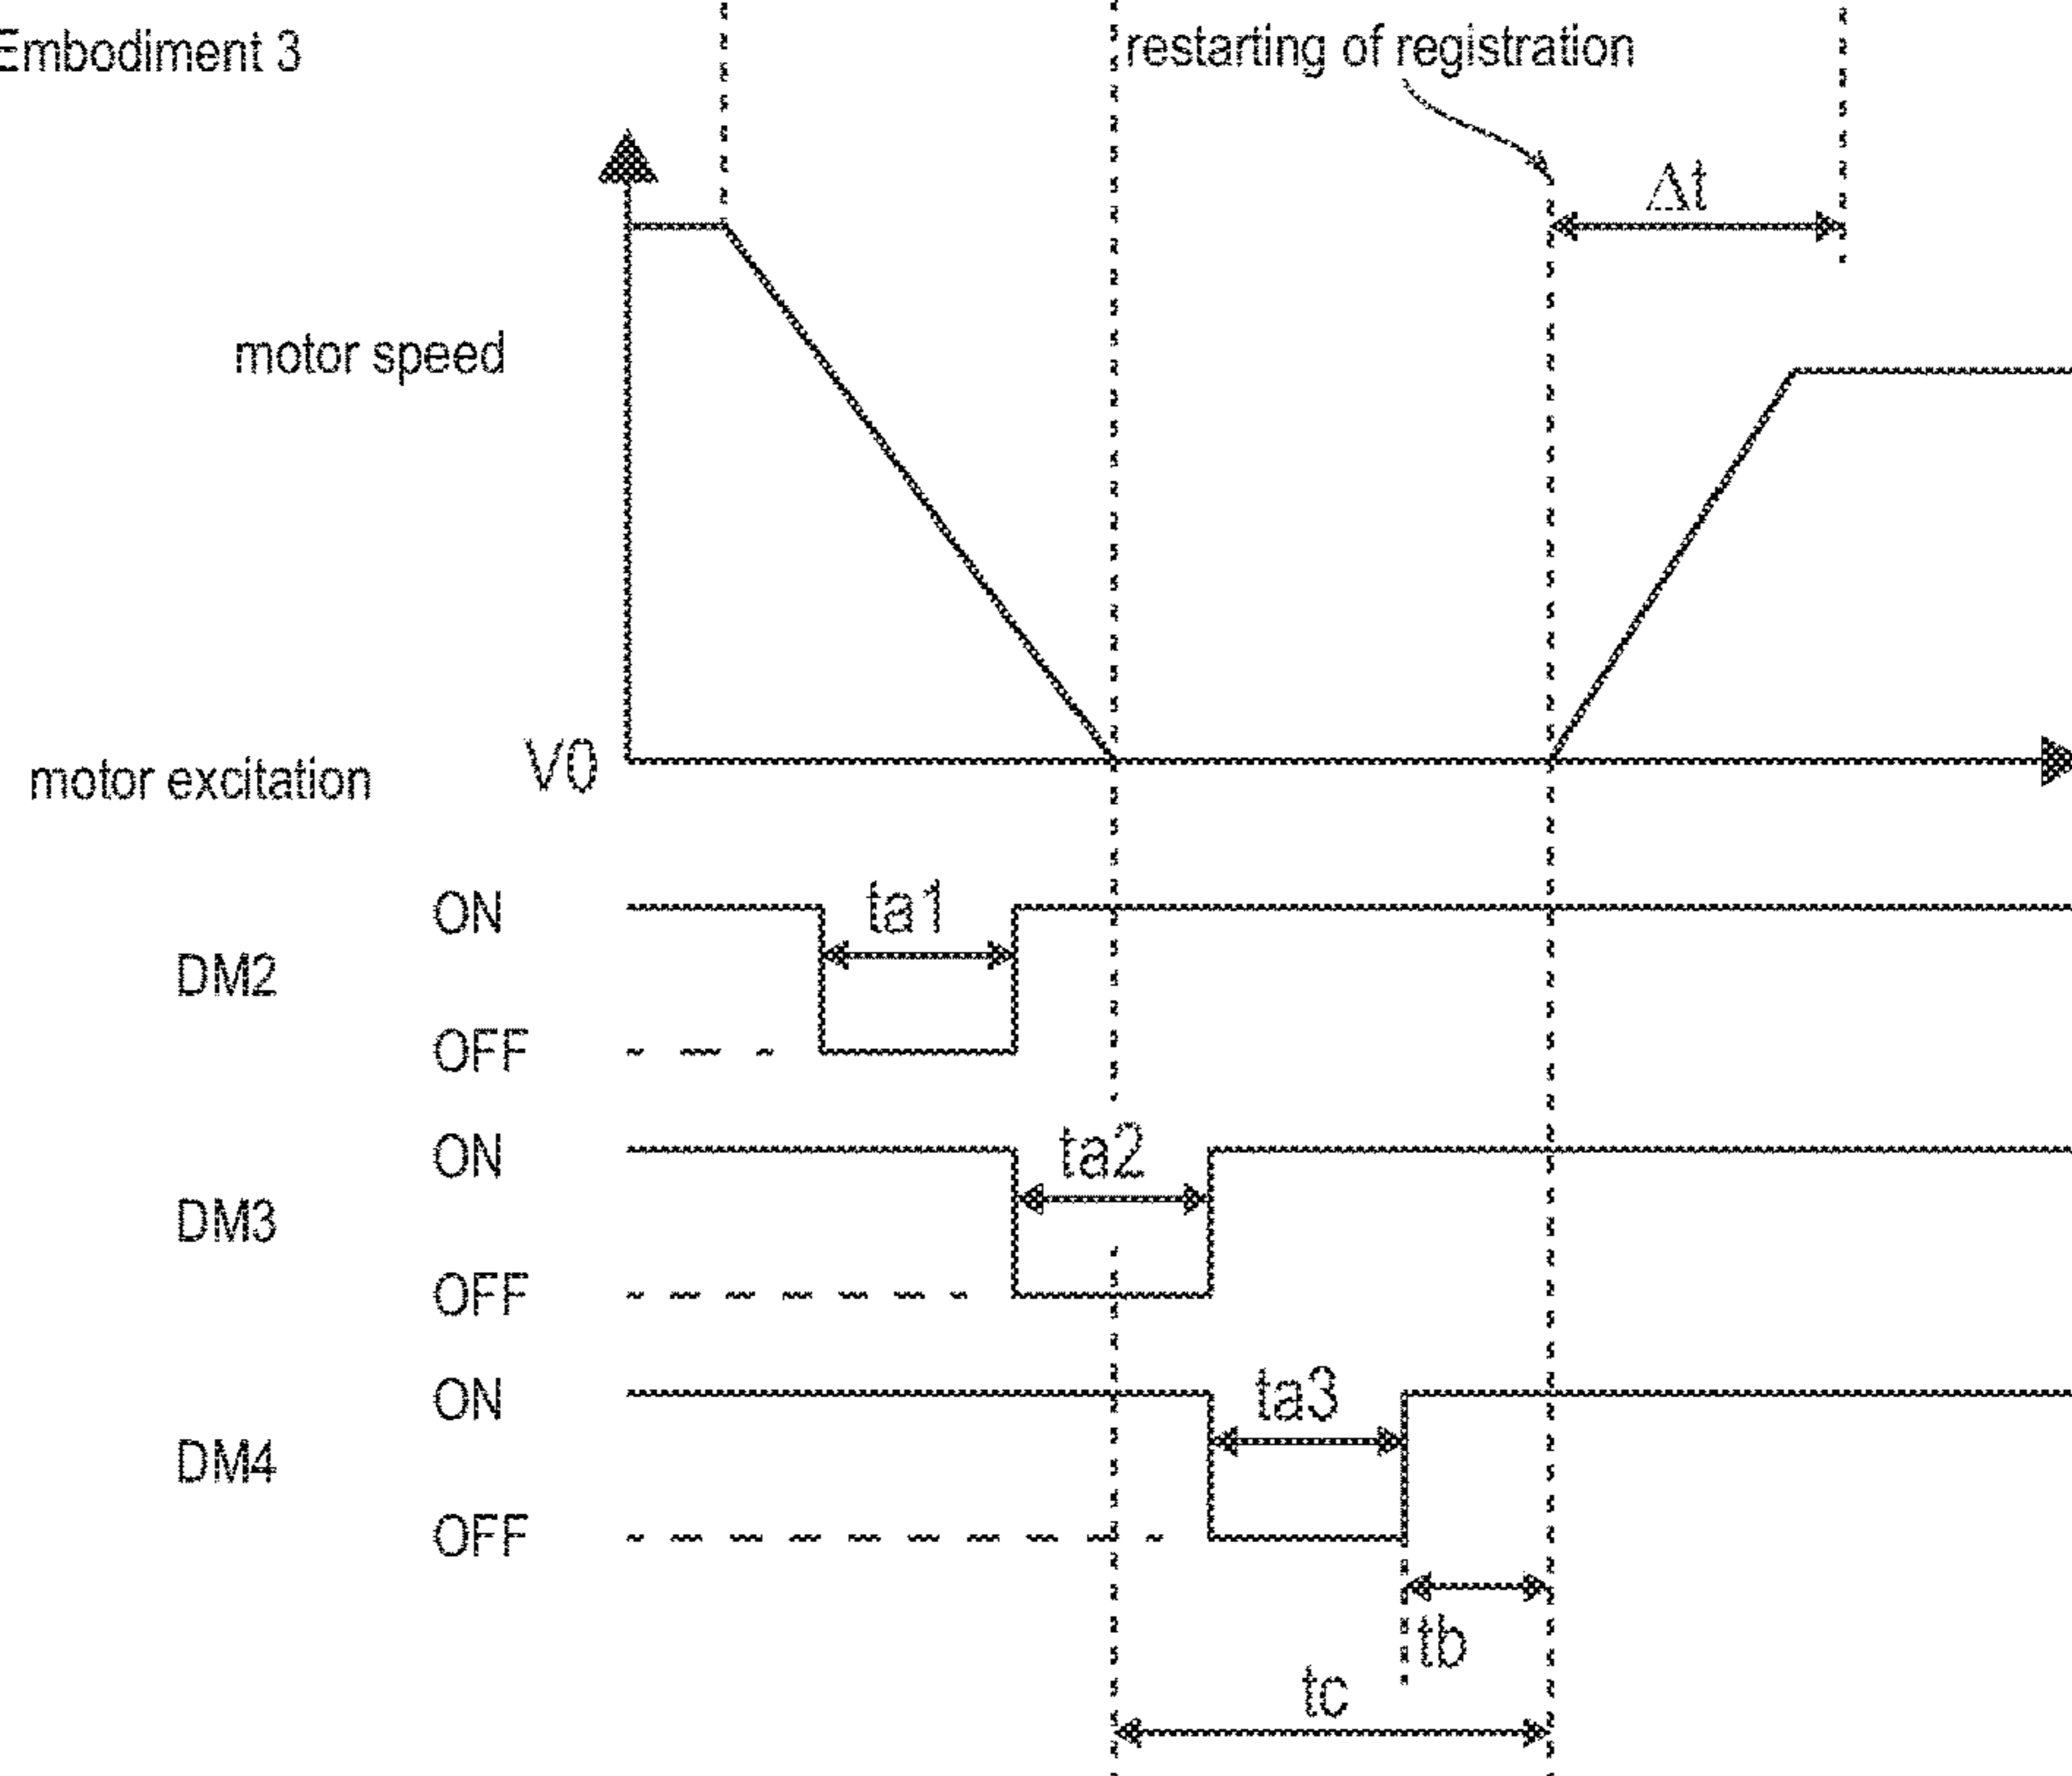 Embodiment 3
restarting of registration
Δt
motor speed
V0
motor excitation
ON
ta1
DM2
OFF
ON
ta2
DM3
OFF
ON
ta3
DM4
OFF
tb
tc